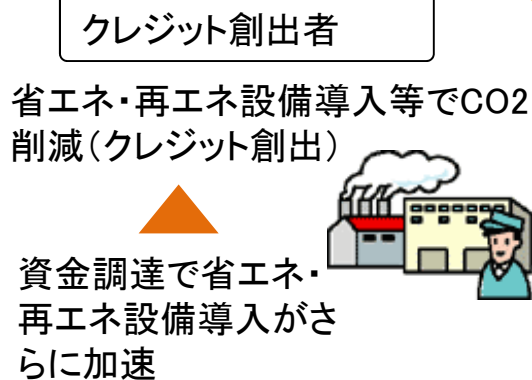 クレジット創出者
省エネ・再エネ設備導入等でCO2
削減（クレジット創出）
資金調達で省エネ・
再エネ設備導入がさ
らに加速